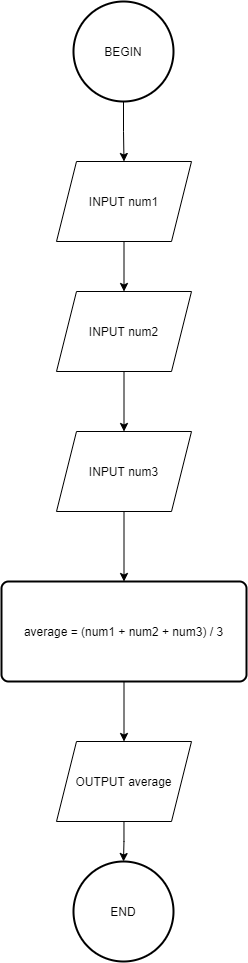 BEGIN
INPUT num1
INPUT num2
INPUT num3
average = (num1 + num2 + num3) / 3
OUTPUT average
END